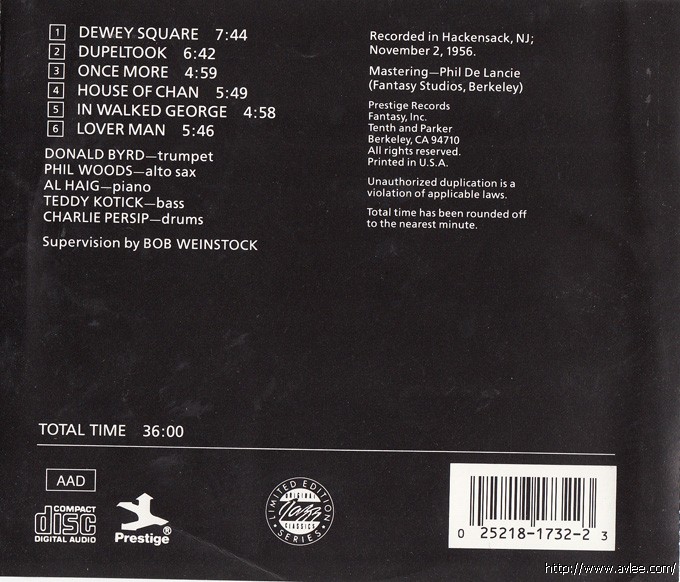 1 DEWEY SQUARE 7:44
2 DUPELTOOK 6:42
3 ONCE MORE 4:59
4 HOUSE OF CHAN 5:49
5 IN WALKED GEORGE 4:58
6 LOVER MAN 5:46
DONALD BYRD—trumpet
PHIL WOODS—alto sax
AL HAIG—piano
TEDDY KOTICK—bass
CHARLIE PERSIP—drums
Supervision by BOB WEINSTOCK
Recorded in Hackensack, NJ;
November 2, 1956.
Mastering—Phil De Lancie
(Fantasy Studios, Berkeley)
Prestige Records
Fantasy, Inc.
Tenth and Parker
Berkeley, CA 94710
All rights reserved.
Printed in U.S.A.
Unauthorized duplication is a
violation of applicable laws.
Total time has been rounded off
to the nearest minute.
TOTAL TIME 36:00
AAD
COMPACT
disc
DIGITAL AUDIO
Prestige®
LIMITED EDITION
ORIGINAL
Jazz
CLASSICS
• SERIES •
0 25218-1732-2 3
http://www.avlee.com/